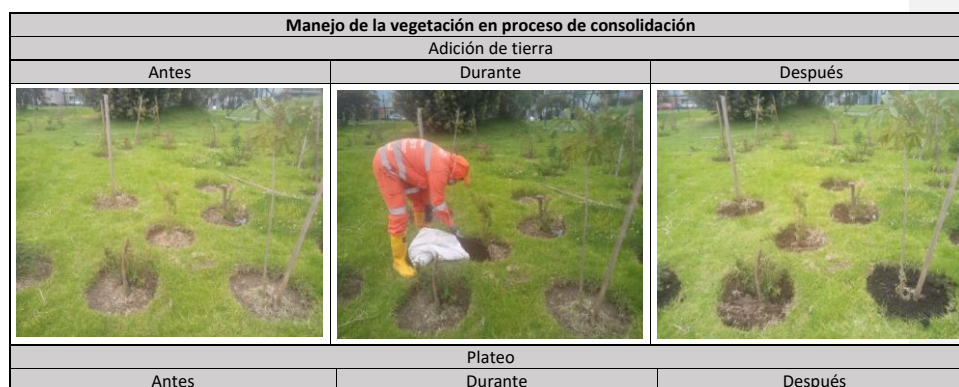 Manejo de la vegetación en proceso de consolidación
Adición de tierra
Antes Durante Después
Plateo
Antes Durante Después